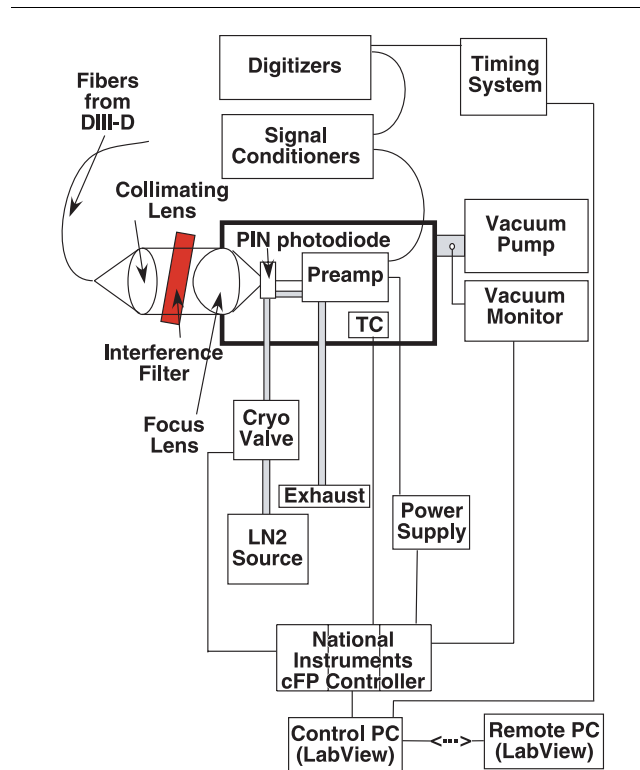 Digitizers
Timing
System
Fibers
from
DIII-D
Signal
Conditioners
Collimating
Lens
PIN photodiode
Preamp
TC
Vacuum
Pump
Vacuum
Monitor
Interference
Filter
Focus
Lens
Cryo
Valve
Exhaust
LN2
Source
Power
Supply
National
Instruments
cFP Controller
Control PC
(LabView)
<--->
Remote PC
(LabView)